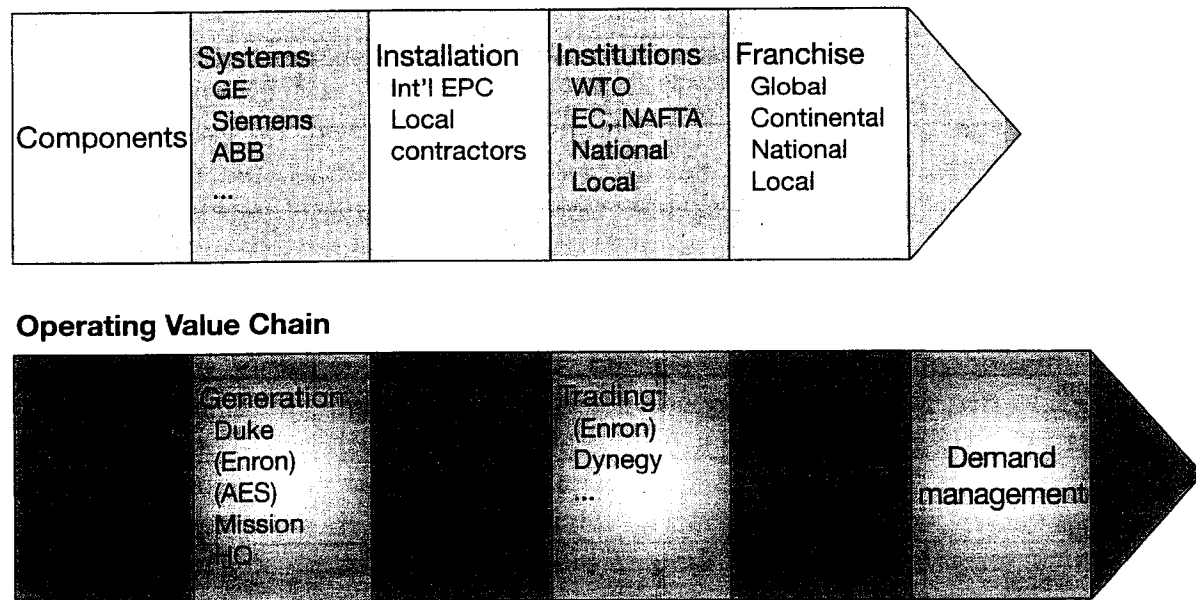 Components
Systems
GE
Siemens
ABB
...
Installation
Int'l EPC
Local
contractors
Institutions
WTO
EC, NAFTA
National
Local
Franchise
Global
Continental
National
Local
Operating Value Chain
Generation
Duke
(Enron)
(AES)
Mission
HQ
Trading
(Enron)
Dynegy
...
Demand
management